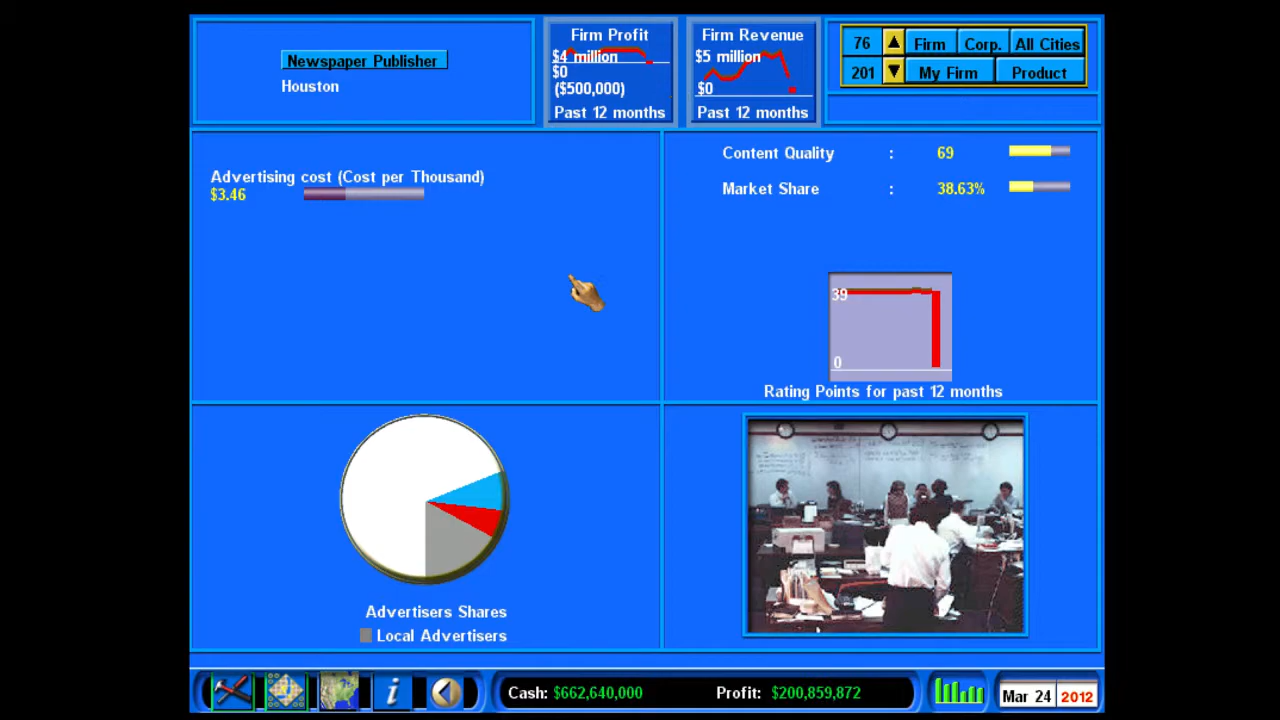 Newspaper Publisher
Houston
Firm Profit
$4 million
$0
($500,000)
Past 12 months
Firm Revenue
$5 million
$0
Past 12 months
76 Firm Corp. All Cities
201 My Firm Product
Advertising cost (Cost per Thousand)
$3.46
Content Quality : 69
Market Share : 38.63%
39
0
Rating Points for past 12 months
Advertisers Shares
Local Advertisers
Cash: $662,640,000 Profit: $200,859,872 Mar 24 2012